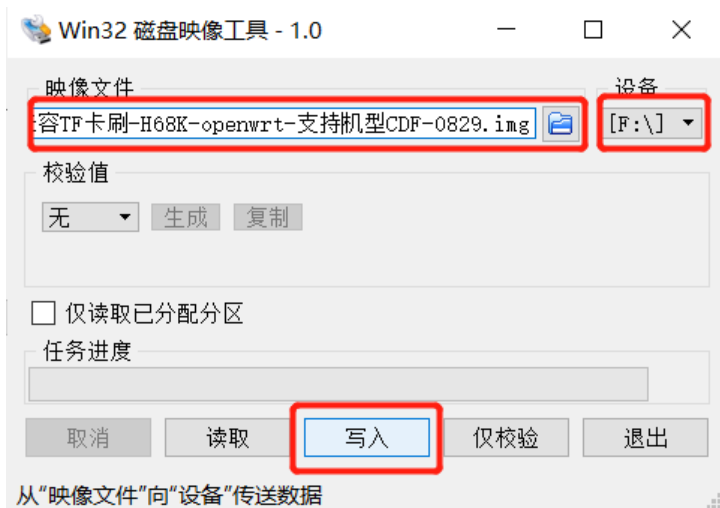 Win32 磁盘映像工具 - 1.0
映像文件
设备
容TF卡刷-H68K-openwrt-支持机型CDF-0829.img
[F:\]
校验值
无
生成
复制
仅读取已分配分区
任务进度
取消
读取
写入
仅校验
退出
从"映像文件"向"设备"传送数据